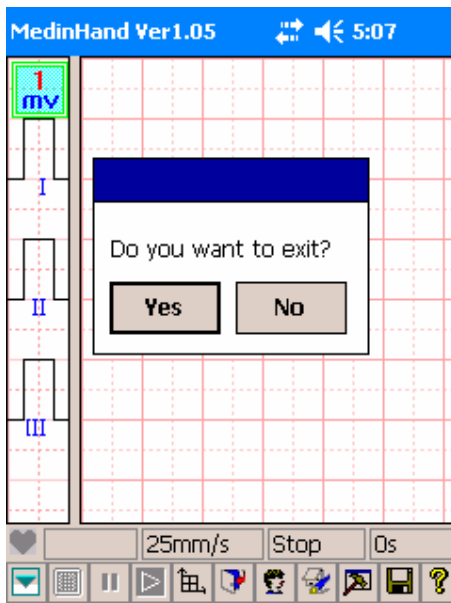 MedinHand Ver1.05 5:07
1
mv
I
Do you want to exit?
Yes No
II
III
25mm/s Stop 0s